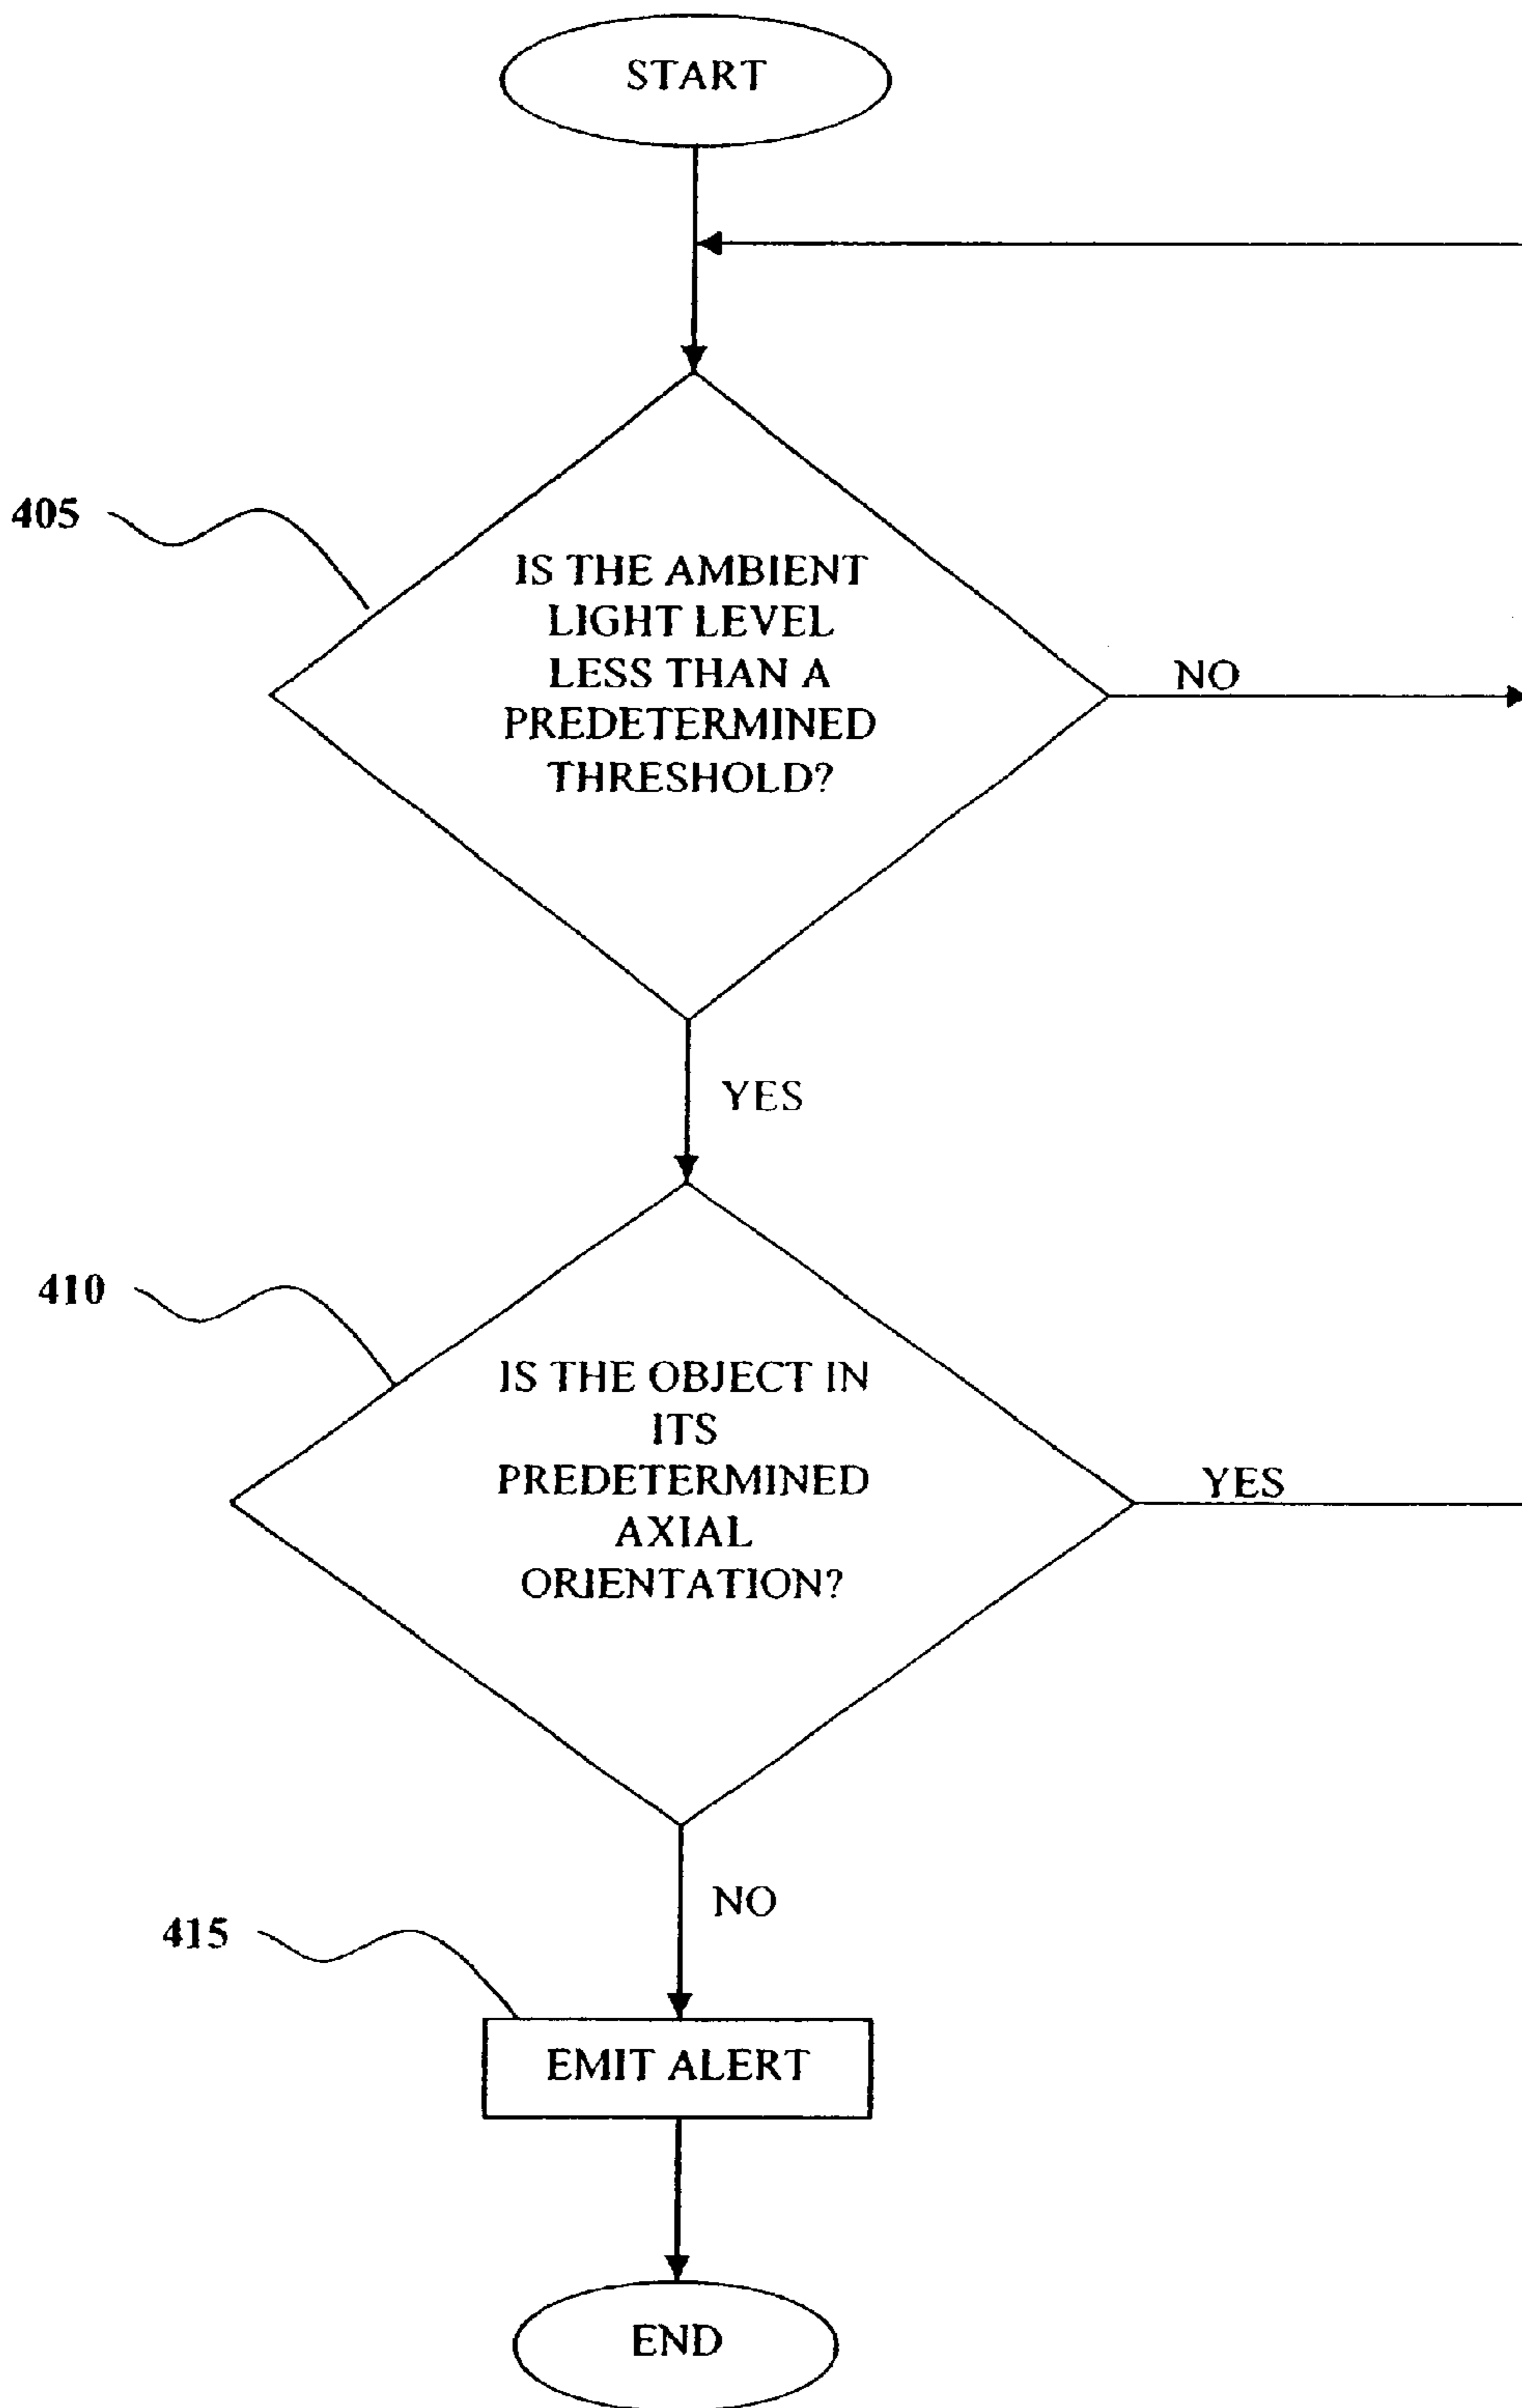 START
405
IS THE AMBIENT
LIGHT LEVEL
LESS THAN A
PREDETERMINED
THRESHOLD?
NO
YES
410
IS THE OBJECT IN
ITS
PREDETERMINED
AXIAL
ORIENTATION?
YES
NO
415
EMIT ALERT
END